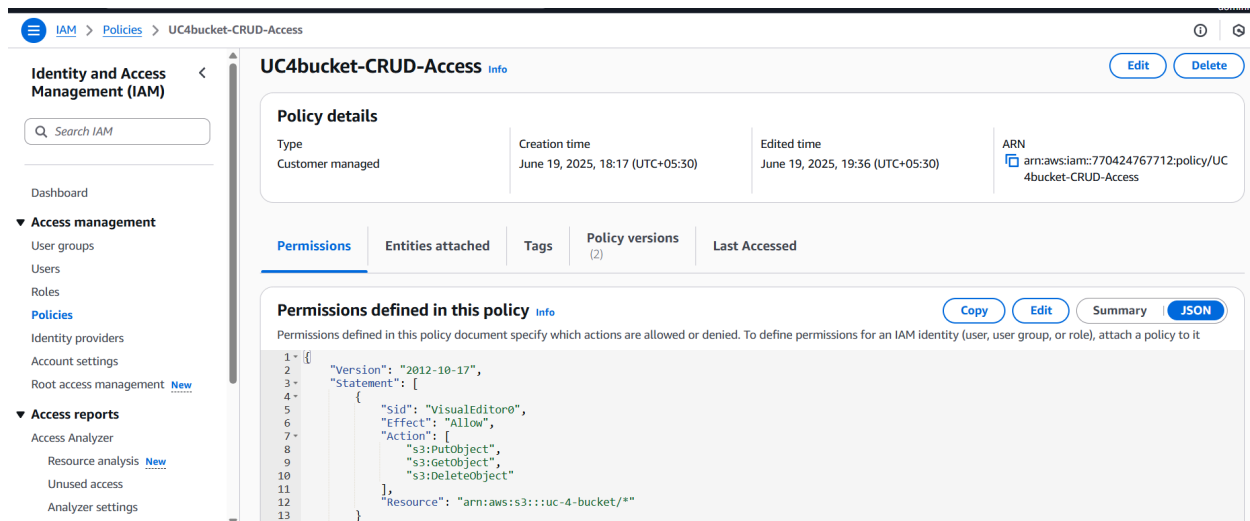 IAM > Policies > UC4bucket-CRUD-Access
Identity and Access Management (IAM)
Search IAM
Dashboard
Access management
User groups
Users
Roles
Policies
Identity providers
Account settings
Root access management New
Access reports
Access Analyzer
Resource analysis New
Unused access
Analyzer settings
UC4bucket-CRUD-Access Info
Edit Delete
Policy details
Type
Customer managed
Creation time
June 19, 2025, 18:17 (UTC+05:30)
Edited time
June 19, 2025, 19:36 (UTC+05:30)
ARN
arn:aws:iam::770424767712:policy/UC
4bucket-CRUD-Access
Permissions
Entities attached
Tags
Policy versions
(2)
Last Accessed
Permissions defined in this policy Info
Copy Edit Summary JSON
Permissions defined in this policy document specify which actions are allowed or denied. To define permissions for an IAM identity (user, user group, or role), attach a policy to it
1 {
2 "Version": "2012-10-17",
3 "Statement": [
4 {
5 "Sid": "VisualEditor0",
6 "Effect": "Allow",
7 "Action": [
8 "s3:PutObject",
9 "s3:GetObject",
10 "s3:DeleteObject"
11 ],
12 "Resource": "arn:aws:s3:::uc-4-bucket/*"
13 }